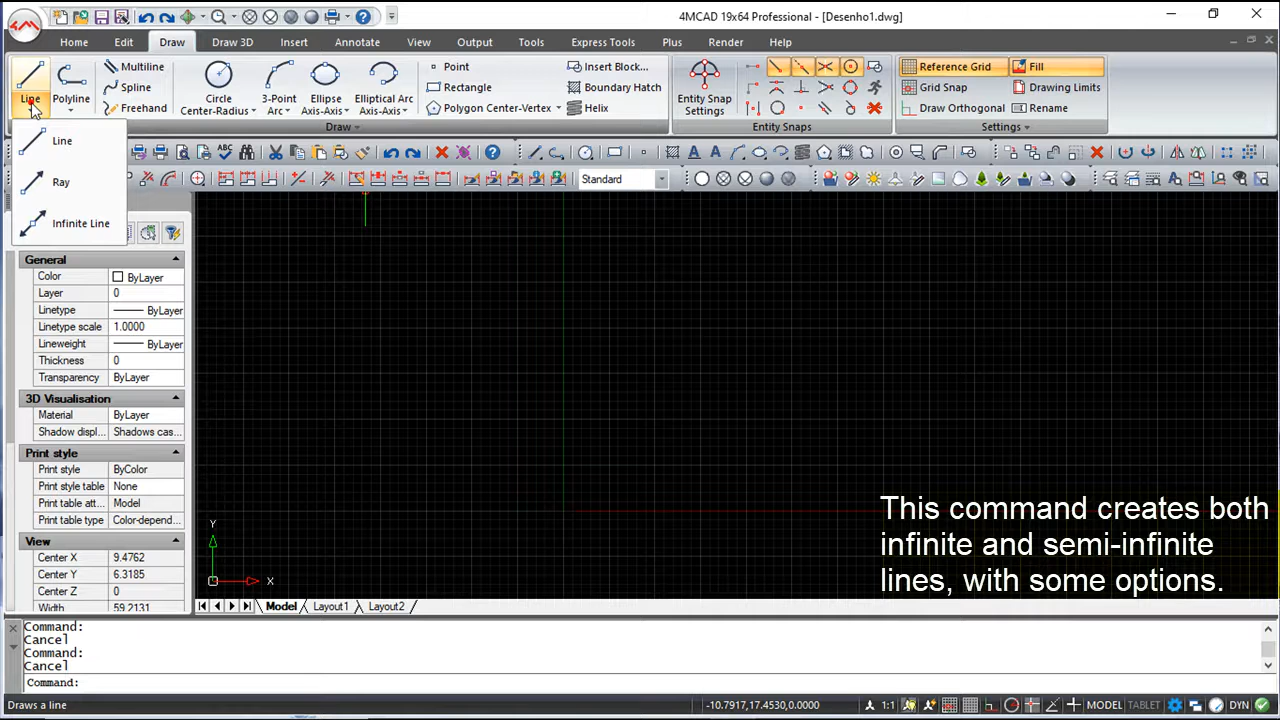 4MCAD 19x64 Professional - [Desenho1.dwg]
Home Edit Draw Draw 3D Insert Annotate View Output Tools Express Tools Plus Render Help
Line
Polyline
Multiline
Spline
Freehand
Circle
Center-Radius
3-Point
Arc
Ellipse
Axis-Axis
Elliptical Arc
Axis-Axis
Point
Rectangle
Polygon Center-Vertex
Insert Block...
Boundary Hatch
Helix
Draw
Entity Snap
Settings
Entity Snaps
Reference Grid
Fill
Grid Snap
Drawing Limits
Draw Orthogonal
Rename
Settings
Line
Ray
Infinite Line
ABC
Standard
General
Color ByLayer
Layer 0
Linetype ByLayer
Linetype scale 1.0000
Lineweight ByLayer
Thickness 0
Transparency ByLayer
3D Visualisation
Material ByLayer
Shadow displ... Shadows cas...
Print style
Print style ByColor
Print style table None
Print table att... Model
Print table type Color-depend...
View
Center X 9.4762
Center Y 6.3185
Center Z 0
Width 59.2131
Y
X
This command creates both
infinite and semi-infinite
lines, with some options.
Model Layout1 Layout2
Command:
Cancel
Command:
Cancel
Command:
Draws a line
-10.7917,17.4530,0.0000 1:1 MODEL TABLET DYN